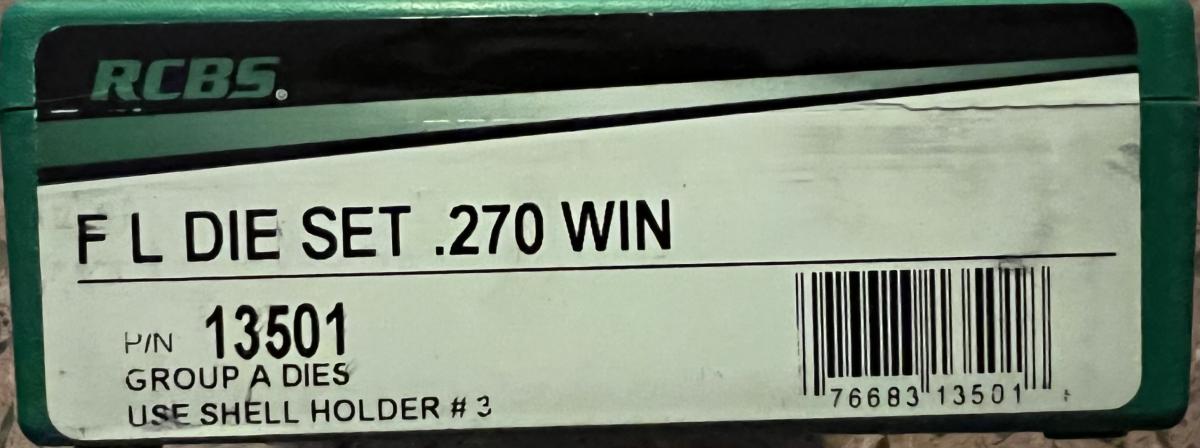 RCBS®
F L DIE SET .270 WIN
P/N 13501
GROUP A DIES
USE SHELL HOLDER # 3
76683 13501